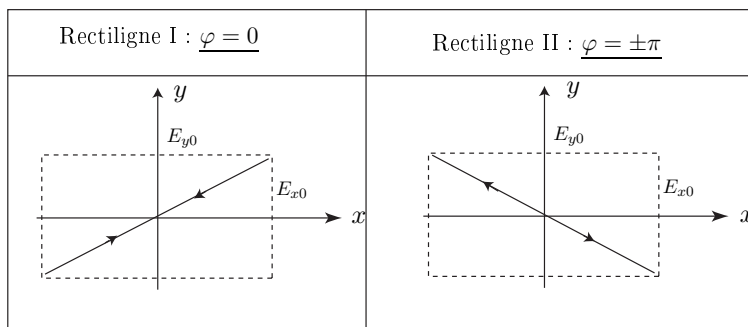 Rectiligne I : φ = 0
Rectiligne II : φ = ±π
y
E_{y0}
E_{x0}
x
y
E_{y0}
E_{x0}
x